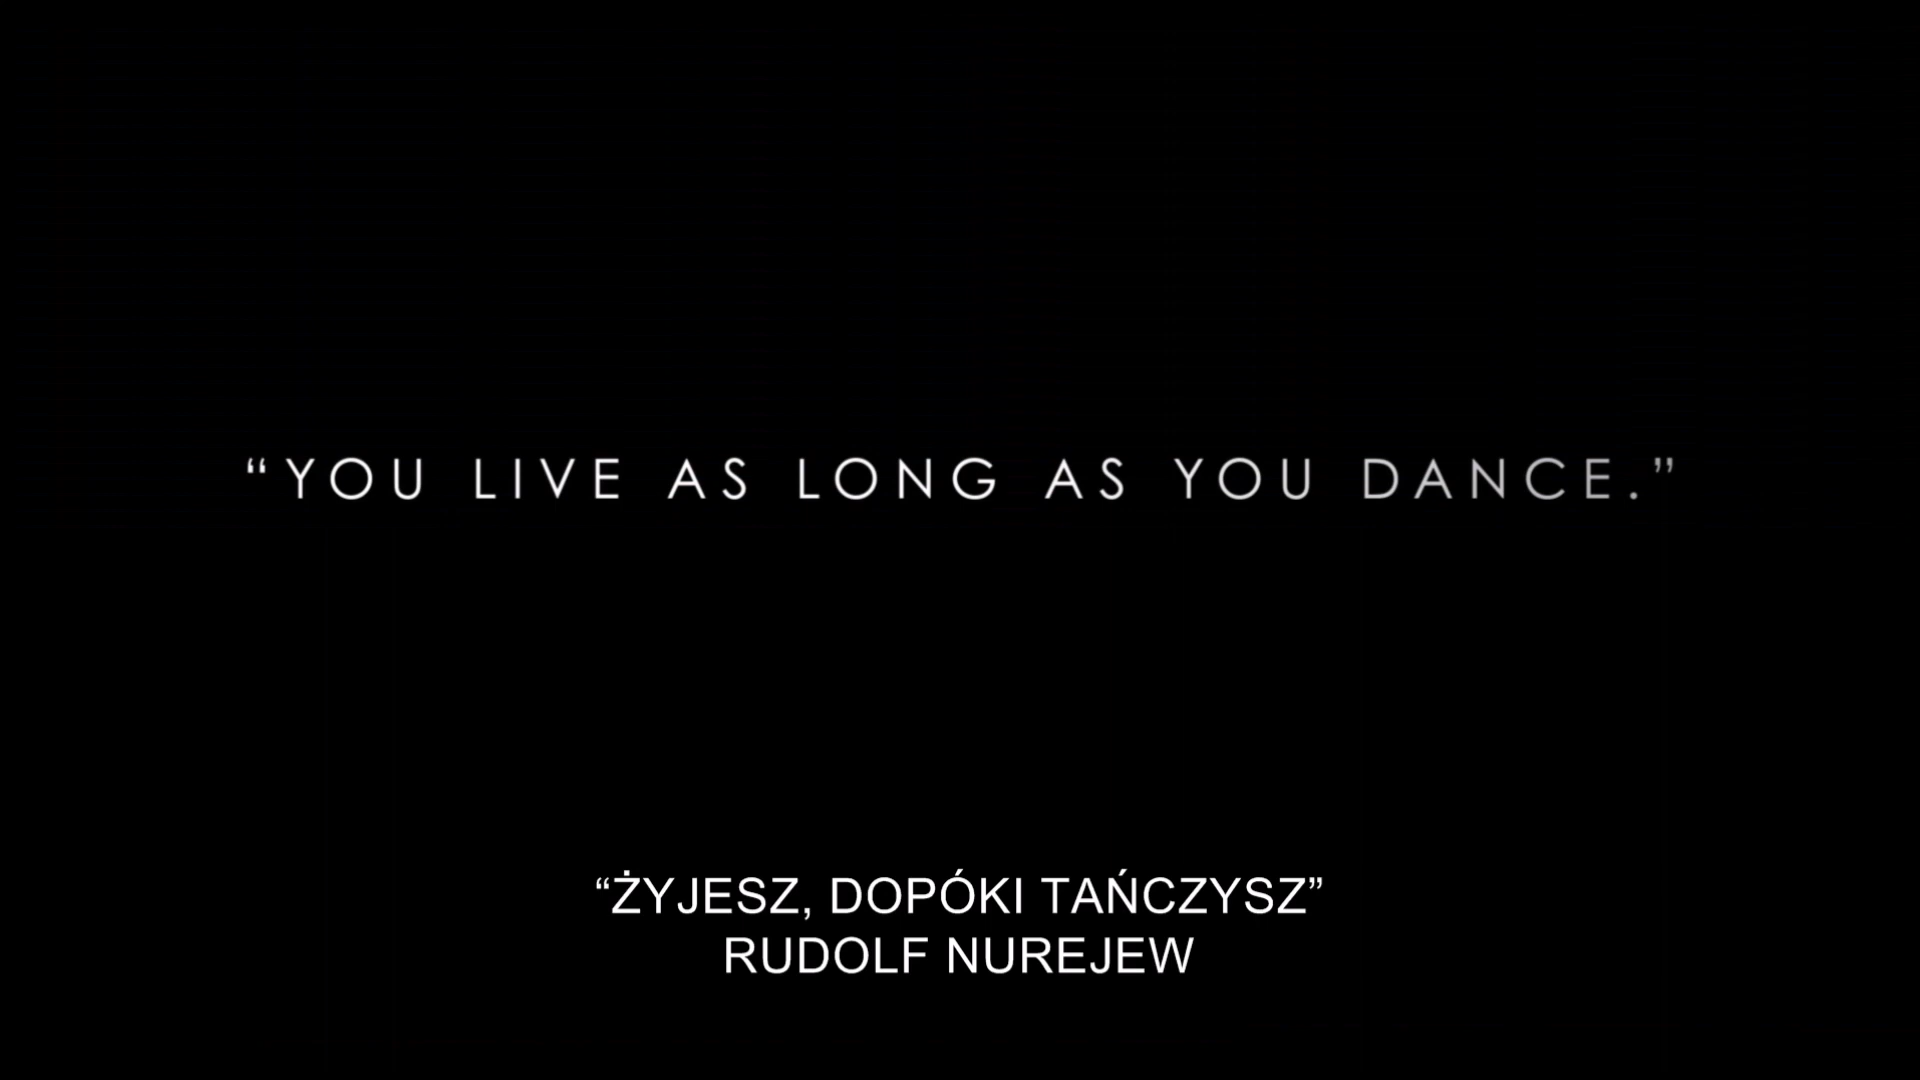 “YOU LIVE AS LONG AS YOU DANCE.”
“ŻYJESZ, DOPÓKI TAŃCZYSZ”
RUDOLF NUREJEW